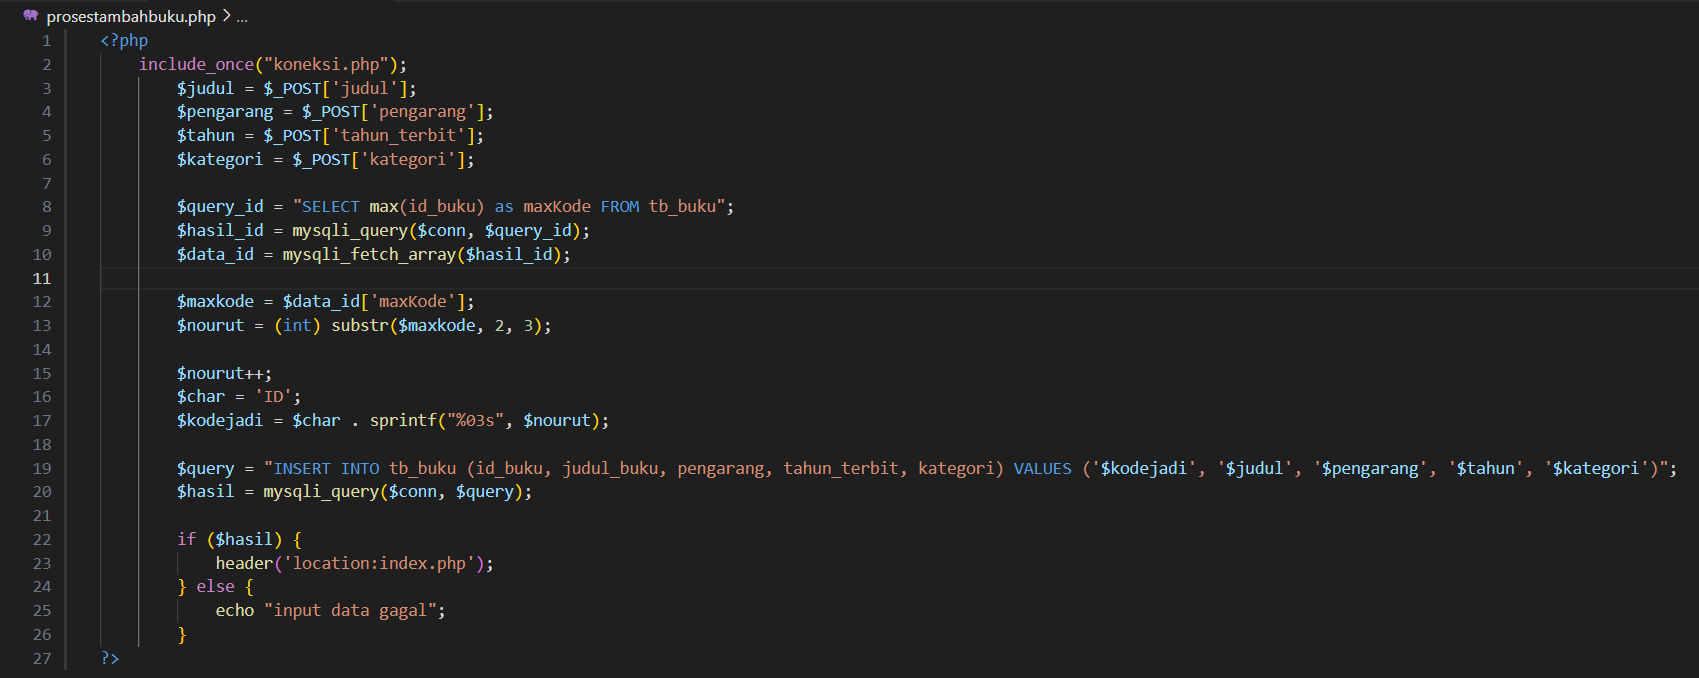 prosestambahbuku.php > ...
1 <?php
2 include_once("koneksi.php");
3 $judul = $_POST['judul'];
4 $pengarang = $_POST['pengarang'];
5 $tahun = $_POST['tahun_terbit'];
6 $kategori = $_POST['kategori'];
7
8 $query_id = "SELECT max(id_buku) as maxKode FROM tb_buku";
9 $hasil_id = mysqli_query($conn, $query_id);
10 $data_id = mysqli_fetch_array($hasil_id);
11
12 $maxkode = $data_id['maxKode'];
13 $nourut = (int) substr($maxkode, 2, 3);
14
15 $nourut++;
16 $char = 'ID';
17 $kodejadi = $char . sprintf("%03s", $nourut);
18
19 $query = "INSERT INTO tb_buku (id_buku, judul_buku, pengarang, tahun_terbit, kategori) VALUES ('$kodejadi', '$judul', '$pengarang', '$tahun', '$kategori')";
20 $hasil = mysqli_query($conn, $query);
21
22 if ($hasil) {
23 header('location:index.php');
24 } else {
25 echo "input data gagal";
26 }
27 ?>